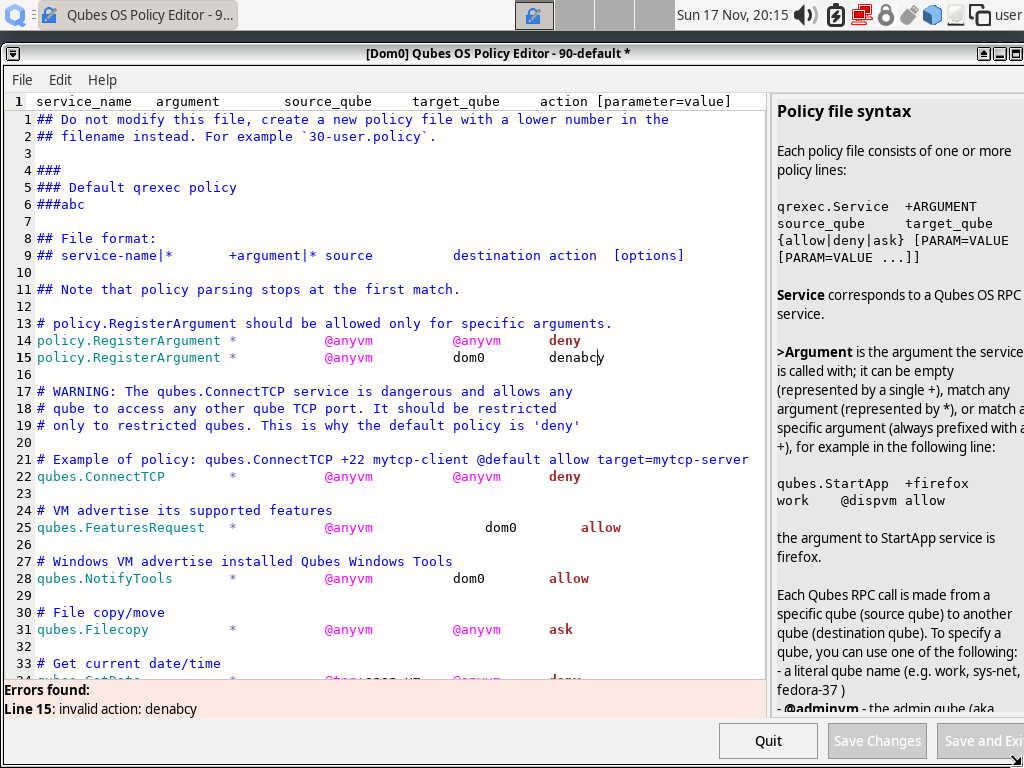 Qubes OS Policy Editor - 9...
Sun 17 Nov, 20:15
user
[Dom0] Qubes OS Policy Editor - 90-default *
File Edit Help
1 service_name argument source_qube target_qube action [parameter=value]
1 ## Do not modify this file, create a new policy file with a lower number in the
2 ## filename instead. For example `30-user.policy`.
3
4 ###
5 ### Default qrexec policy
6 ###abc
7
8 ## File format:
9 ## service-name|* +argument|* source destination action [options]
10
11 ## Note that policy parsing stops at the first match.
12
13 # policy.RegisterArgument should be allowed only for specific arguments.
14 policy.RegisterArgument * @anyvm @anyvm deny
15 policy.RegisterArgument * @anyvm dom0 denabcy
16
17 # WARNING: The qubes.ConnectTCP service is dangerous and allows any
18 # qube to access any other qube TCP port. It should be restricted
19 # only to restricted qubes. This is why the default policy is 'deny'
20
21 # Example of policy: qubes.ConnectTCP +22 mytcp-client @default allow target=mytcp-server
22 qubes.ConnectTCP * @anyvm @anyvm deny
23
24 # VM advertise its supported features
25 qubes.FeaturesRequest * @anyvm dom0 allow
26
27 # Windows VM advertise installed Qubes Windows Tools
28 qubes.NotifyTools * @anyvm dom0 allow
29
30 # File copy/move
31 qubes.Filecopy * @anyvm @anyvm ask
32
33 # Get current date/time
Errors found:
Line 15: invalid action: denabcy
Policy file syntax
Each policy file consists of one or more
policy lines:
qrexec.Service +ARGUMENT
source_qube target_qube
{allow|deny|ask} [PARAM=VALUE
[PARAM=VALUE ...]]
Service corresponds to a Qubes OS RPC
service.
>Argument is the argument the service
is called with; it can be empty
(represented by a single +), match any
argument (represented by *), or match a
specific argument (always prefixed with a
+), for example in the following line:
qubes.StartApp +firefox
work @dispvm allow
the argument to StartApp service is
firefox.
Each Qubes RPC call is made from a
specific qube (source qube) to another
qube (destination qube). To specify a
qube, you can use one of the following:
- a literal qube name (e.g. work, sys-net,
fedora-37 )
- @adminvm - the admin qube (aka
Quit
Save Changes
Save and Exi